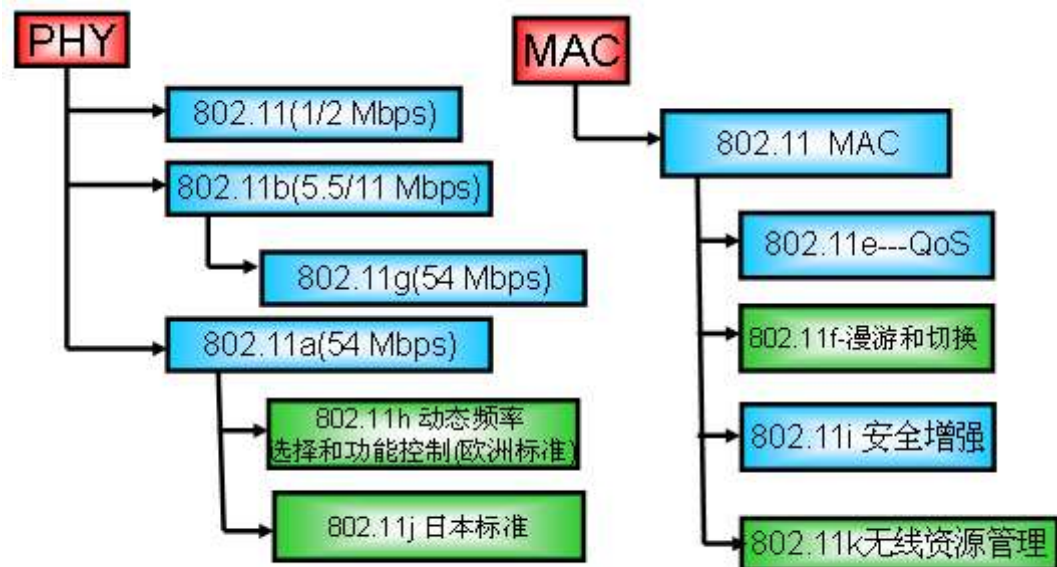 PHY
802.11(1/2 Mbps)
802.11b(5.5/11 Mbps)
802.11g(54 Mbps)
802.11a(54 Mbps)
802.11h 动态频率
选择和功能控制(欧洲标准)
802.11j 日本标准
MAC
802.11 MAC
802.11e---QoS
802.11f-漫游和切换
802.11i 安全增强
802.11k无线资源管理